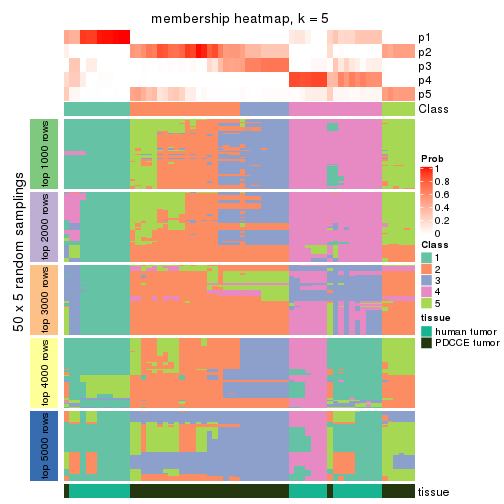 membership heatmap, k = 5
p1
p2
p3
p4
p5
Class
50 x 5 random samplings
top 1000 rows
top 2000 rows
top 3000 rows
top 4000 rows
top 5000 rows
tissue
Prob
1
0.8
0.6
0.4
0.2
0
Class
1
2
3
4
5
tissue
human tumor
PDCCE tumor